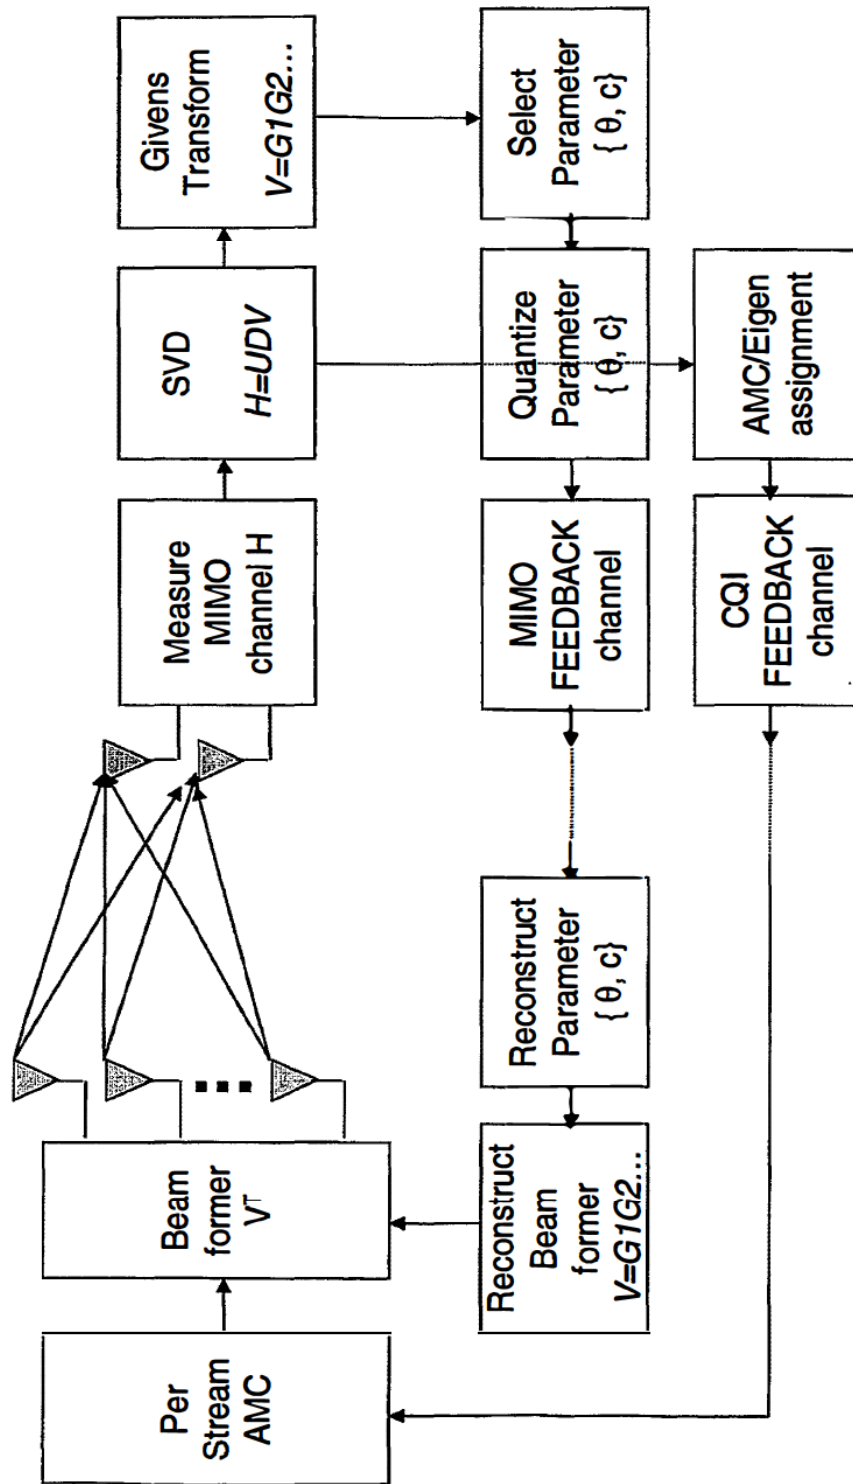 Per
Stream
AMC
Beam
former
Vᵀ
Measure
MIMO
channel H
SVD
H=UDV
Givens
Transform
V=G1G2...
Reconstruct
Beam
former
V=G1G2...
Reconstruct
Parameter
{ θ, c}
MIMO
FEEDBACK
channel
Quantize
Parameter
{ θ, c}
Select
Parameter
{ θ, c}
CQI
FEEDBACK
channel
AMC/Eigen
assignment